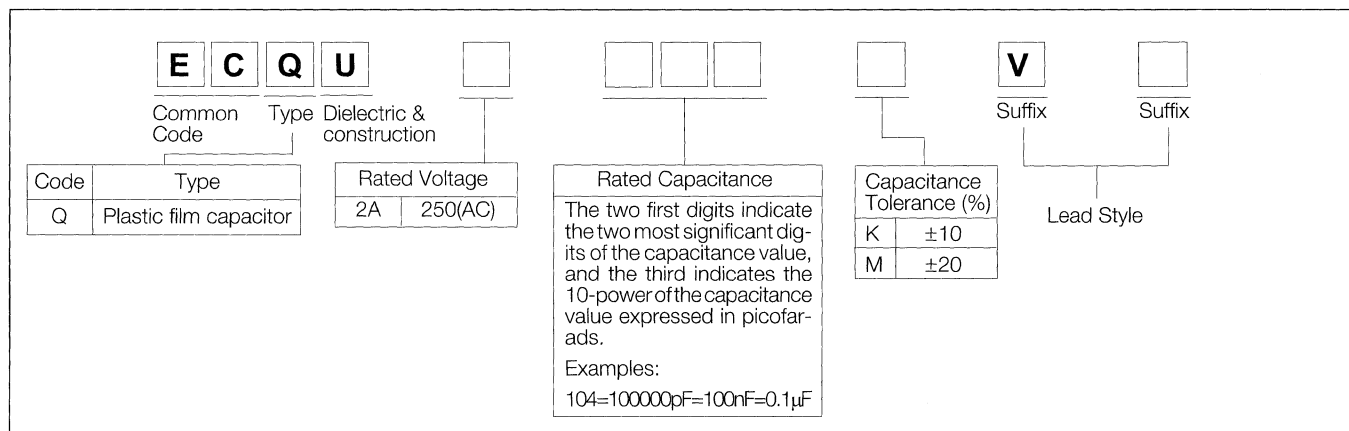 E C Q U V
Common Code
Type
Dielectric & construction
Suffix
Suffix
Code Type
Q Plastic film capacitor
Rated Voltage
2A 250(AC)
Rated Capacitance
The two first digits indicate
the two most significant dig-
its of the capacitance value,
and the third indicates the
10-power of the capacitance
value expressed in picofar-
ads.
Examples:
104=100000pF=100nF=0.1µF
Capacitance
Tolerance (%)
K ±10
M ±20
Lead Style